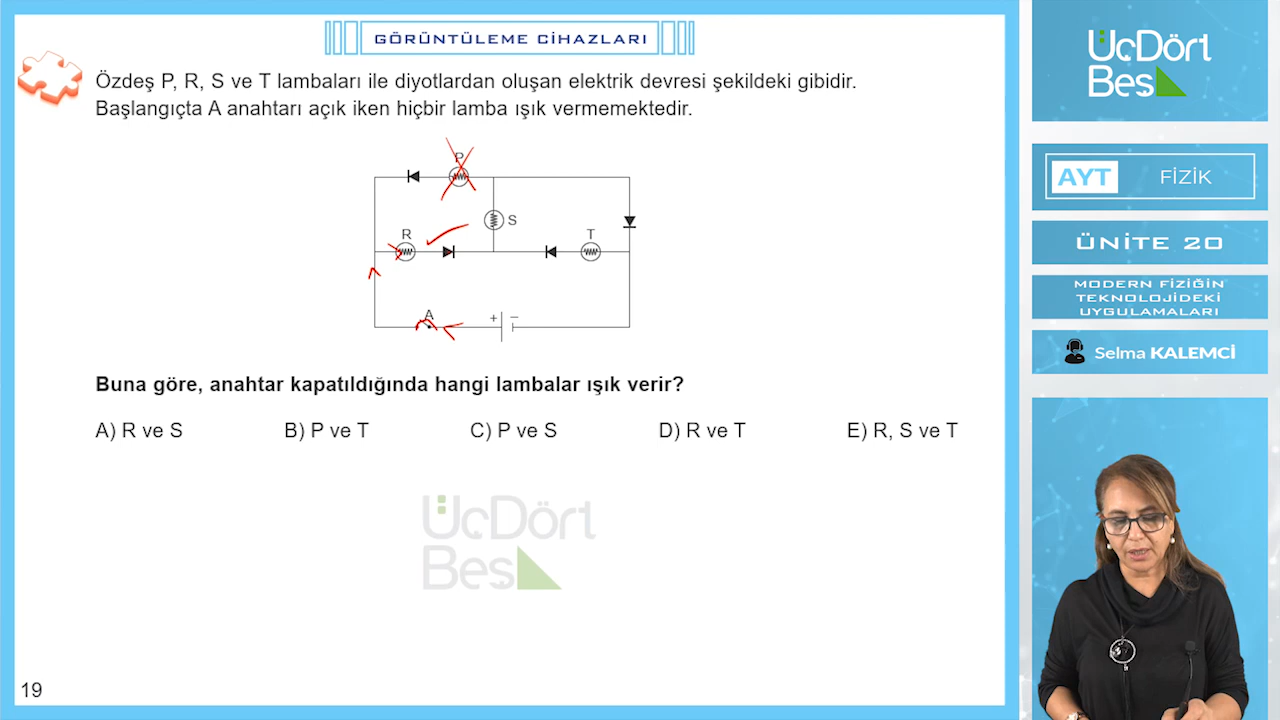 GÖRÜNTÜLEME CİHAZLARI
Özdeş P, R, S ve T lambaları ile diyotlardan oluşan elektrik devresi şekildeki gibidir.
Başlangıçta A anahtarı açık iken hiçbir lamba ışık vermemektedir.
P
S
R
T
A
+
−
Buna göre, anahtar kapatıldığında hangi lambalar ışık verir?
A) R ve S
B) P ve T
C) P ve S
D) R ve T
E) R, S ve T
ÜçDört
Beş
19
ÜçDört
Beş
AYT
FİZİK
ÜNİTE 20
MODERN FİZİĞİN
TEKNOLOJİDEKİ
UYGULAMALARI
Selma KALEMCİ